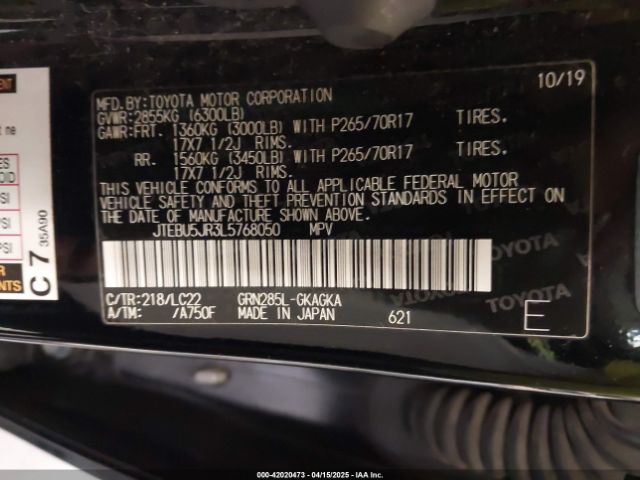 10/19
MFD.BY:TOYOTA MOTOR CORPORATION
GVWR:2855KG (6300LB)
GAWR:FRT. 1360KG (3000LB) WITH P265/70R17 TIRES.
17X7 1/2J RIMS.
RR. 1560KG (3450LB) WITH P265/70R17 TIRES.
17X7 1/2J RIMS.
THIS VEHICLE CONFORMS TO ALL APPLICABLE FEDERAL MOTOR
VEHICLE SAFETY AND THEFT PREVENTION STANDARDS IN EFFECT ON
THE DATE OF MANUFACTURE SHOWN ABOVE.
JTEBU5JR3L5768050 MPV
C/TR:218/LC22 GRN285L-GKAGKA
A/TM: /A750F MADE IN JAPAN 621
E
TOYOTA
C7 35A90
PSI
000-42020473 - 04/15/2025 - IAA Inc.